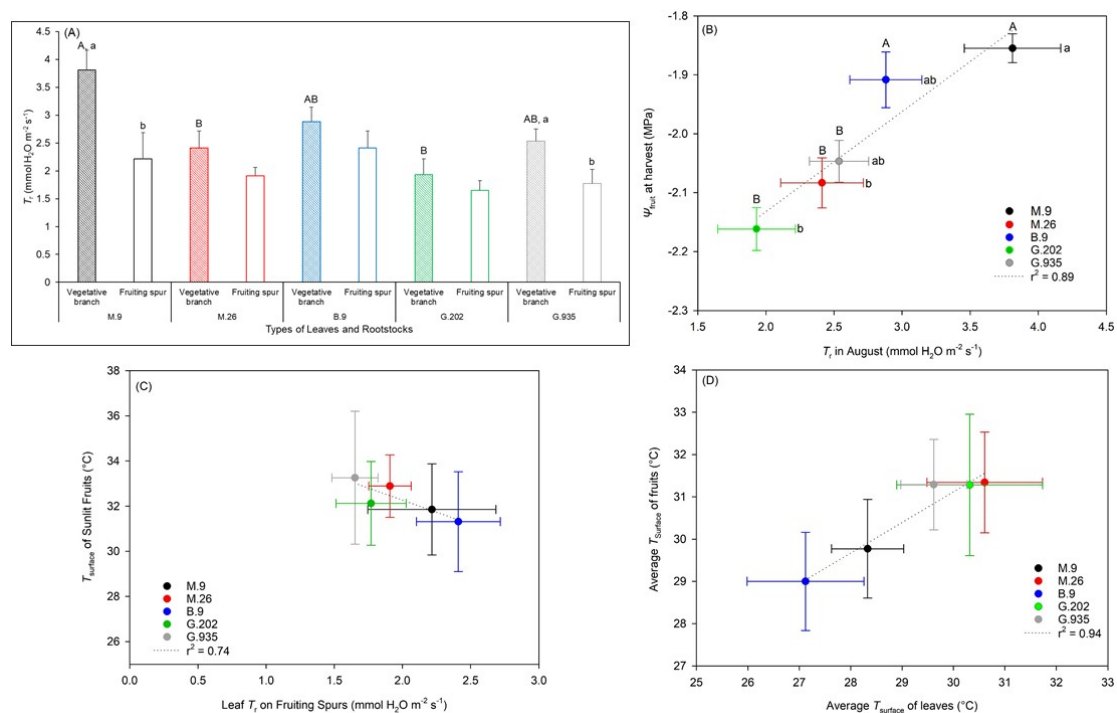 (A)
4.5
4
3.5
3
2.5
2
1.5
1
0.5
0
Tr (mmol H2O m−2 s−1)
A, a
b
B
AB
B
AB, a
b
Vegetative branch Fruiting spur Vegetative branch Fruiting spur Vegetative branch Fruiting spur Vegetative branch Fruiting spur Vegetative branch Fruiting spur
M.9 M.26 B.9 G.202 G.935
Types of Leaves and Rootstocks
(B)
-1.8
-1.9
-2.0
-2.1
-2.2
-2.3
Ψfruit at harvest (MPa)
A
a
A
ab
B
ab
B
b
B
b
M.9
M.26
B.9
G.202
G.935
r2 = 0.89
1.5 2.0 2.5 3.0 3.5 4.0 4.5
Tr in August (mmol H2O m−2 s−1)
(C)
38
36
34
32
30
28
26
24
Tsurface of Sunlit Fruits (°C)
M.9
M.26
B.9
G.202
G.935
r2 = 0.74
0.0 0.5 1.0 1.5 2.0 2.5 3.0
Leaf Tr on Fruiting Spurs (mmol H2O m−2 s−1)
(D)
34
33
32
31
30
29
28
27
Average TSurface of fruits (°C)
M.9
M.26
B.9
G.202
G.935
r2 = 0.94
25 26 27 28 29 30 31 32 33
Average Tsurface of leaves (°C)